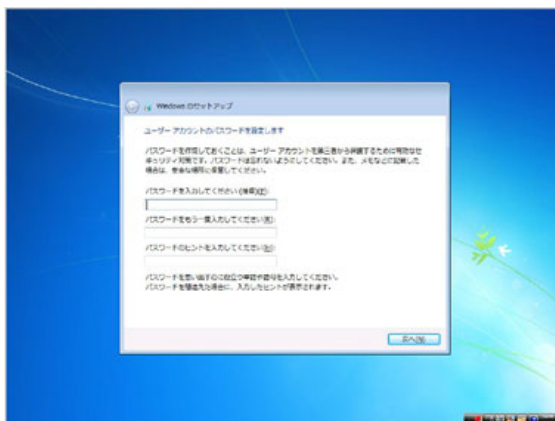 Windows のセットアップ
ユーザー アカウントのパスワードを設定します
パスワードを作成しておくことは、ユーザー アカウントを第三者から保護するために有効なセ
キュリティ対策です。パスワードは忘れないようにしてください。また、メモなどに記載した
場合は、安全な場所に保管してください。
パスワードを入力してください (推奨)(P):
パスワードをもう一度入力してください(R):
パスワードのヒントを入力してください(H):
パスワードを思い出すのに役立つ単語や語句を入力してください。
パスワードを間違えた場合に、入力したヒントが表示されます。
次へ(N)